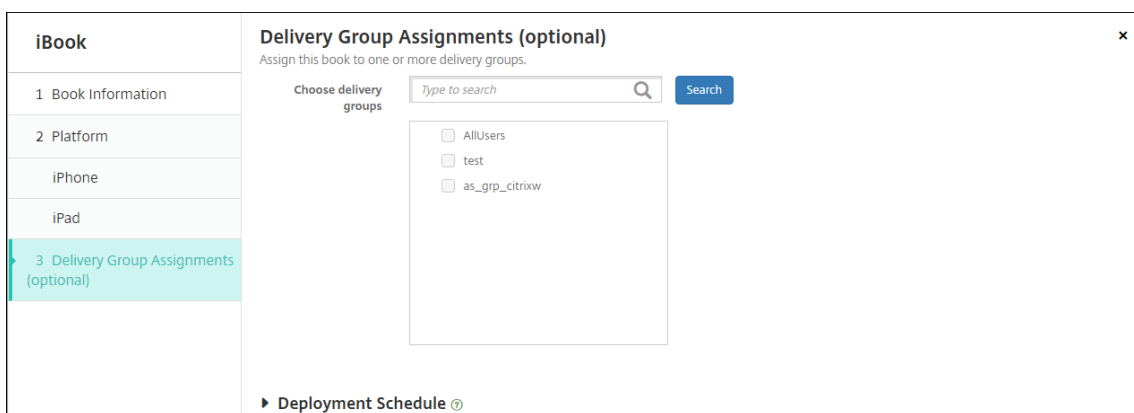 iBook
1 Book Information
2 Platform
iPhone
iPad
3 Delivery Group Assignments
(optional)
Delivery Group Assignments (optional)
Assign this book to one or more delivery groups.
Choose delivery
groups
Type to search
Search
AllUsers
test
as_grp_citrixw
Deployment Schedule